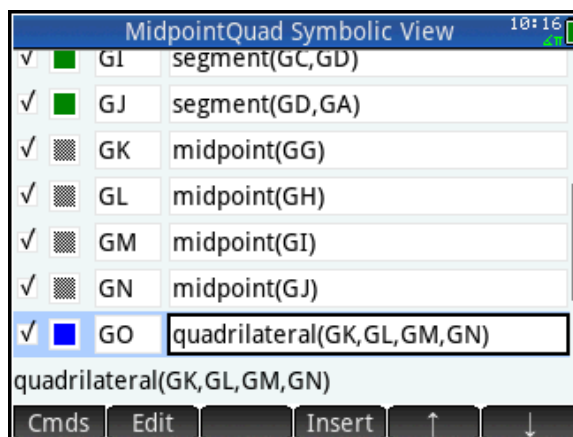 MidpointQuad Symbolic View 10:16
∡π
√ GI segment(GC,GD)
√ GJ segment(GD,GA)
√ GK midpoint(GG)
√ GL midpoint(GH)
√ GM midpoint(GI)
√ GN midpoint(GJ)
√ GO quadrilateral(GK,GL,GM,GN)
quadrilateral(GK,GL,GM,GN)
Cmds Edit Insert ↑ ↓